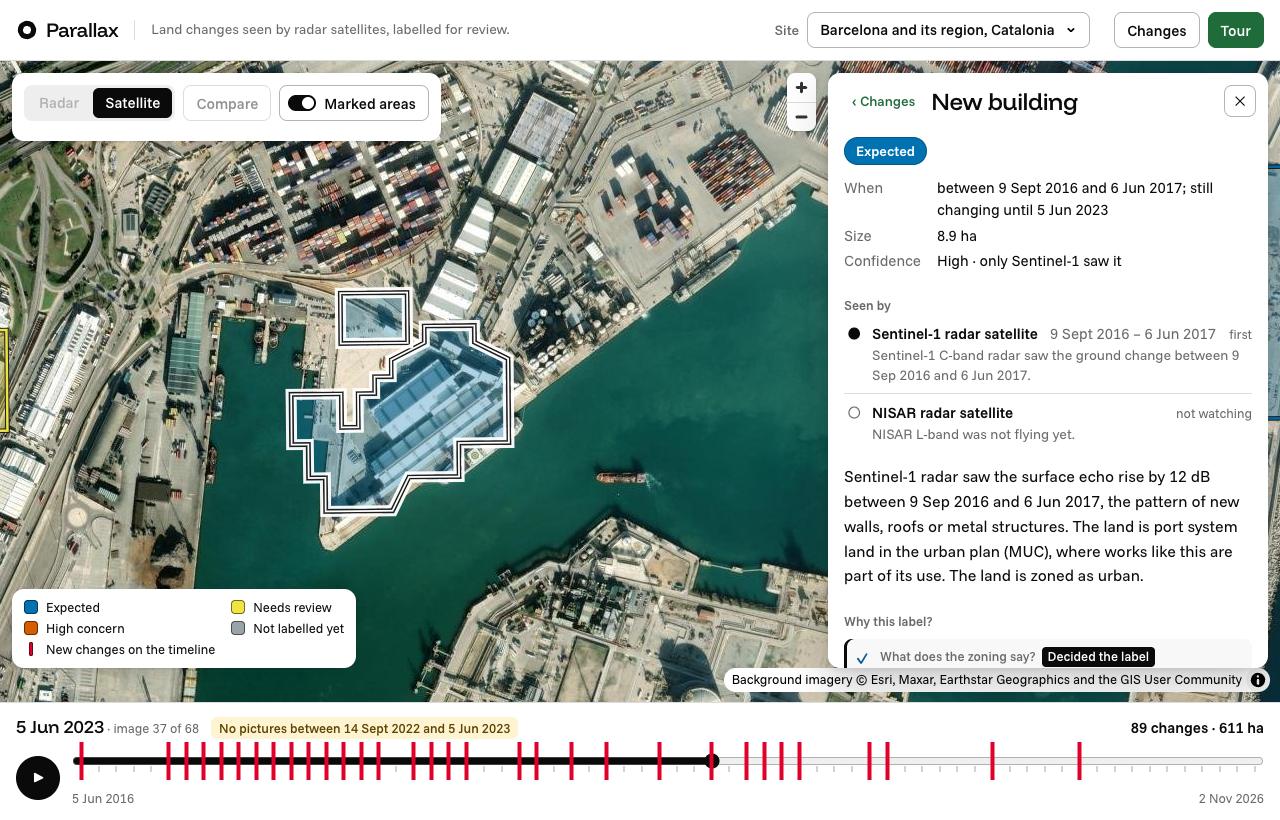 Parallax
Land changes seen by radar satellites, labelled for review.
Site
Barcelona and its region, Catalonia
Changes
Tour
Radar
Satellite
Compare
Marked areas
‹ Changes
New building
Expected
When
between 9 Sept 2016 and 6 Jun 2017; still
changing until 5 Jun 2023
Size
8.9 ha
Confidence
High · only Sentinel-1 saw it
Seen by
Sentinel-1 radar satellite 9 Sept 2016 – 6 Jun 2017 first
Sentinel-1 C-band radar saw the ground change between 9
Sep 2016 and 6 Jun 2017.
NISAR radar satellite not watching
NISAR L-band was not flying yet.
Sentinel-1 radar saw the surface echo rise by 12 dB
between 9 Sep 2016 and 6 Jun 2017, the pattern of new
walls, roofs or metal structures. The land is port system
land in the urban plan (MUC), where works like this are
part of its use. The land is zoned as urban.
Why this label?
What does the zoning say? Decided the label
Expected
Needs review
High concern
Not labelled yet
New changes on the timeline
Background imagery © Esri, Maxar, Earthstar Geographics and the GIS User Community
5 Jun 2023 · image 37 of 68
No pictures between 14 Sept 2022 and 5 Jun 2023
89 changes · 611 ha
5 Jun 2016
2 Nov 2026